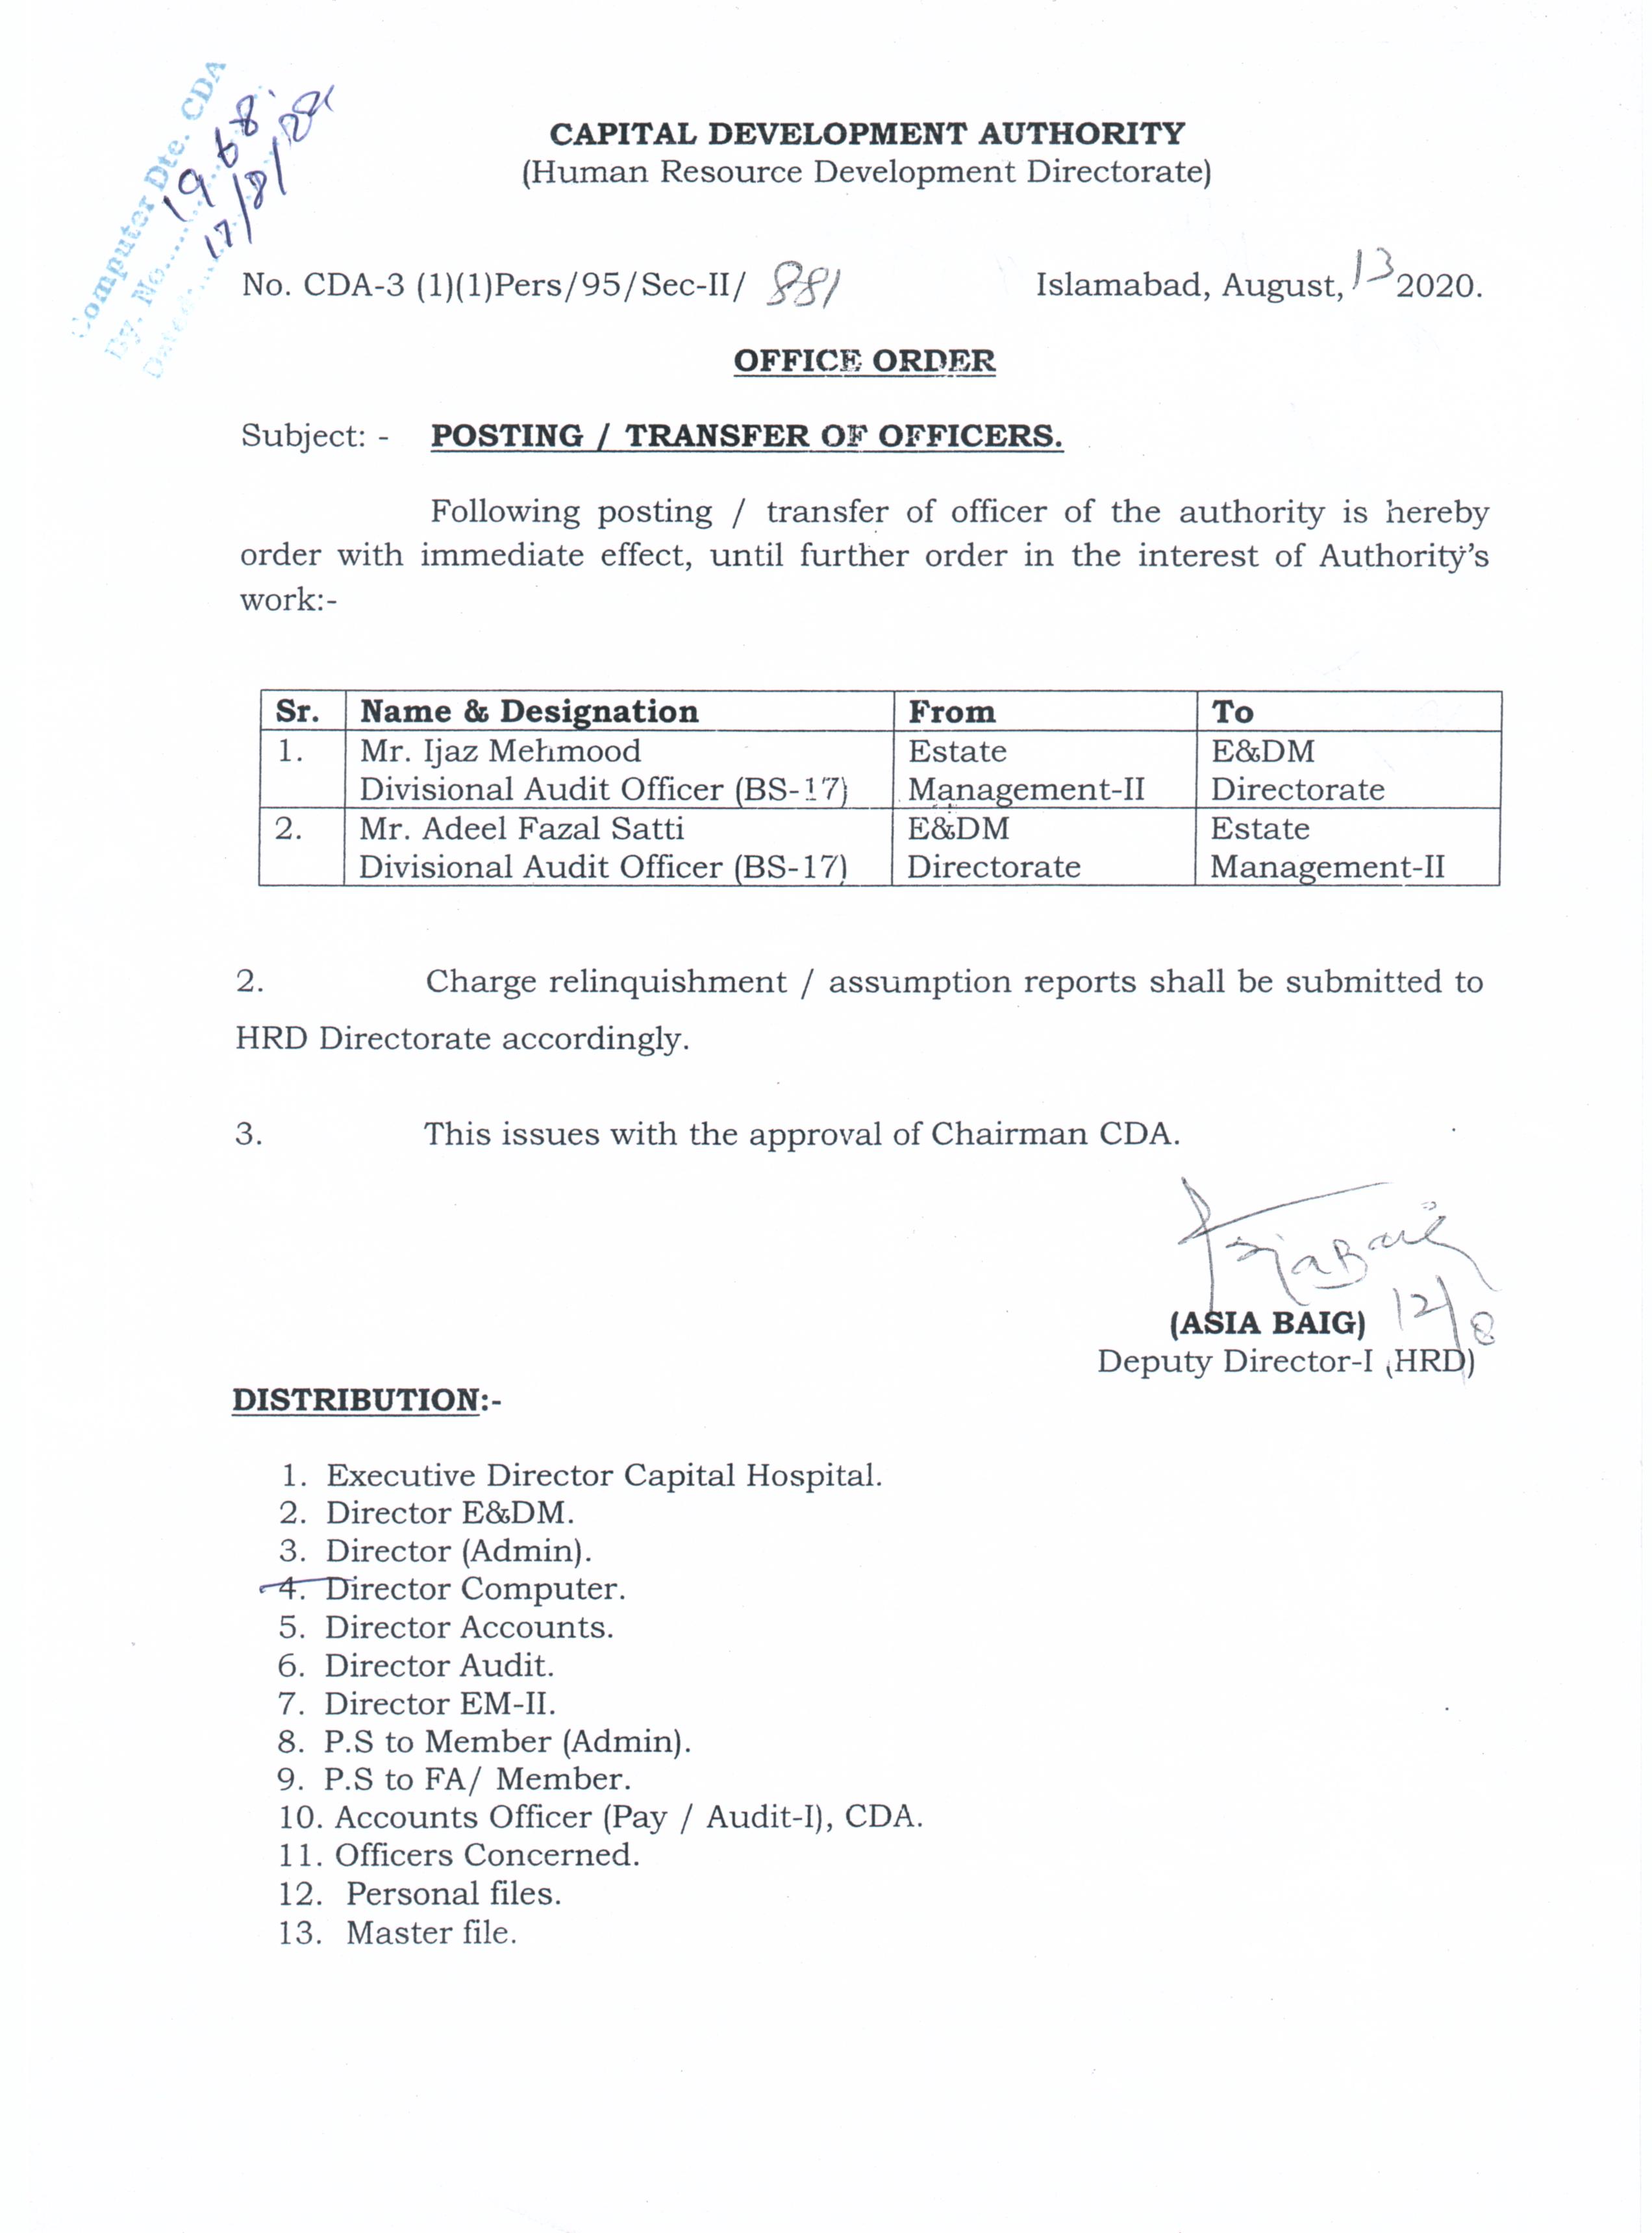 Computer Dte. CDA
Dy. No. 1968
Dated 17/8/
CAPITAL DEVELOPMENT AUTHORITY
(Human Resource Development Directorate)
No. CDA-3 (1)(1)Pers/95/Sec-II/ 881 Islamabad, August, 13 2020.
OFFICE ORDER
Subject: - POSTING / TRANSFER OF OFFICERS.
Following posting / transfer of officer of the authority is hereby
order with immediate effect, until further order in the interest of Authority's
work:-
Sr. Name & Designation From To
1. Mr. Ijaz Mehmood Estate E&DM
Divisional Audit Officer (BS-17) Management-II Directorate
2. Mr. Adeel Fazal Satti E&DM Estate
Divisional Audit Officer (BS-17) Directorate Management-II
2. Charge relinquishment / assumption reports shall be submitted to
HRD Directorate accordingly.
3. This issues with the approval of Chairman CDA.
Asia Baig
(ASIA BAIG) 12/8
Deputy Director-I (HRD)
DISTRIBUTION:-
1. Executive Director Capital Hospital.
2. Director E&DM.
3. Director (Admin).
4. Director Computer.
5. Director Accounts.
6. Director Audit.
7. Director EM-II.
8. P.S to Member (Admin).
9. P.S to FA/ Member.
10. Accounts Officer (Pay / Audit-I), CDA.
11. Officers Concerned.
12. Personal files.
13. Master file.